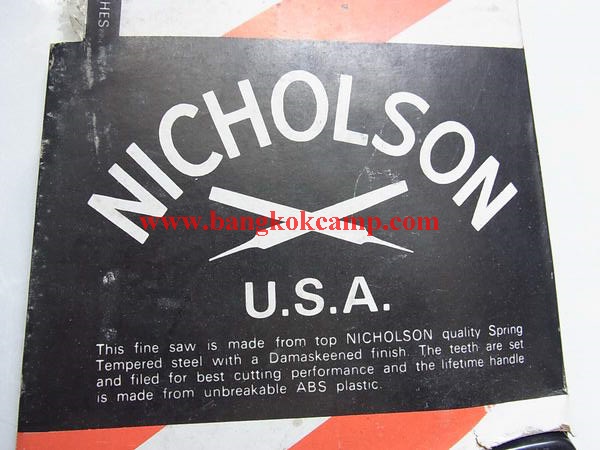 HES
NICHOLSON
www.bangkokcamp.com
U.S.A.
This fine saw is made from top NICHOLSON quality Spring
Tempered steel with a Damaskeened finish. The teeth are set
and filed for best cutting performance and the lifetime handle
is made from unbreakable ABS plastic.